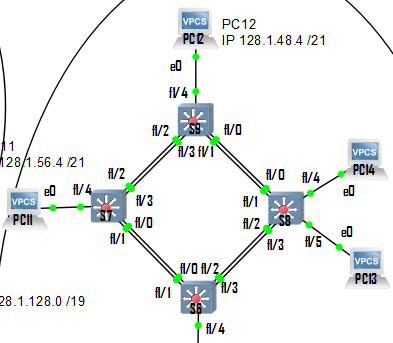 PC12
IP 128.1.48.4 /21
VPCS
PC12
e0
f1/4
S9
f1/2
f1/0
f1/3
f1/1
11
128.1.56.4 /21
f1/2
f1/0
f1/4
VPCS
PC14
e0
e0
f1/4
f1/3
f1/1
VPCS
PC11
S7
f1/0
S8
f1/1
f1/2
f1/3
f1/5
e0
VPCS
PC13
f1/0
f1/2
28.1.128.0 /19
f1/1
f1/3
S6
f1/4